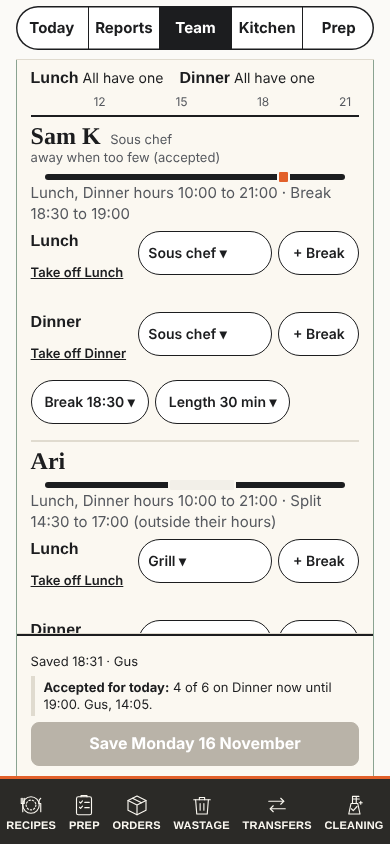 Today Reports Team Kitchen Prep
Lunch All have one Dinner All have one
12 15 18 21
Sam K Sous chef
away when too few (accepted)
Lunch, Dinner hours 10:00 to 21:00 · Break
18:30 to 19:00
Lunch
Sous chef ▾ + Break
Take off Lunch
Dinner
Sous chef ▾ + Break
Take off Dinner
Break 18:30 ▾ Length 30 min ▾
Ari
Lunch, Dinner hours 10:00 to 21:00 · Split
14:30 to 17:00 (outside their hours)
Lunch
Grill ▾ + Break
Take off Lunch
Dinner
Saved 18:31 · Gus
Accepted for today: 4 of 6 on Dinner now until
19:00. Gus, 14:05.
Save Monday 16 November
RECIPES PREP ORDERS WASTAGE TRANSFERS CLEANING